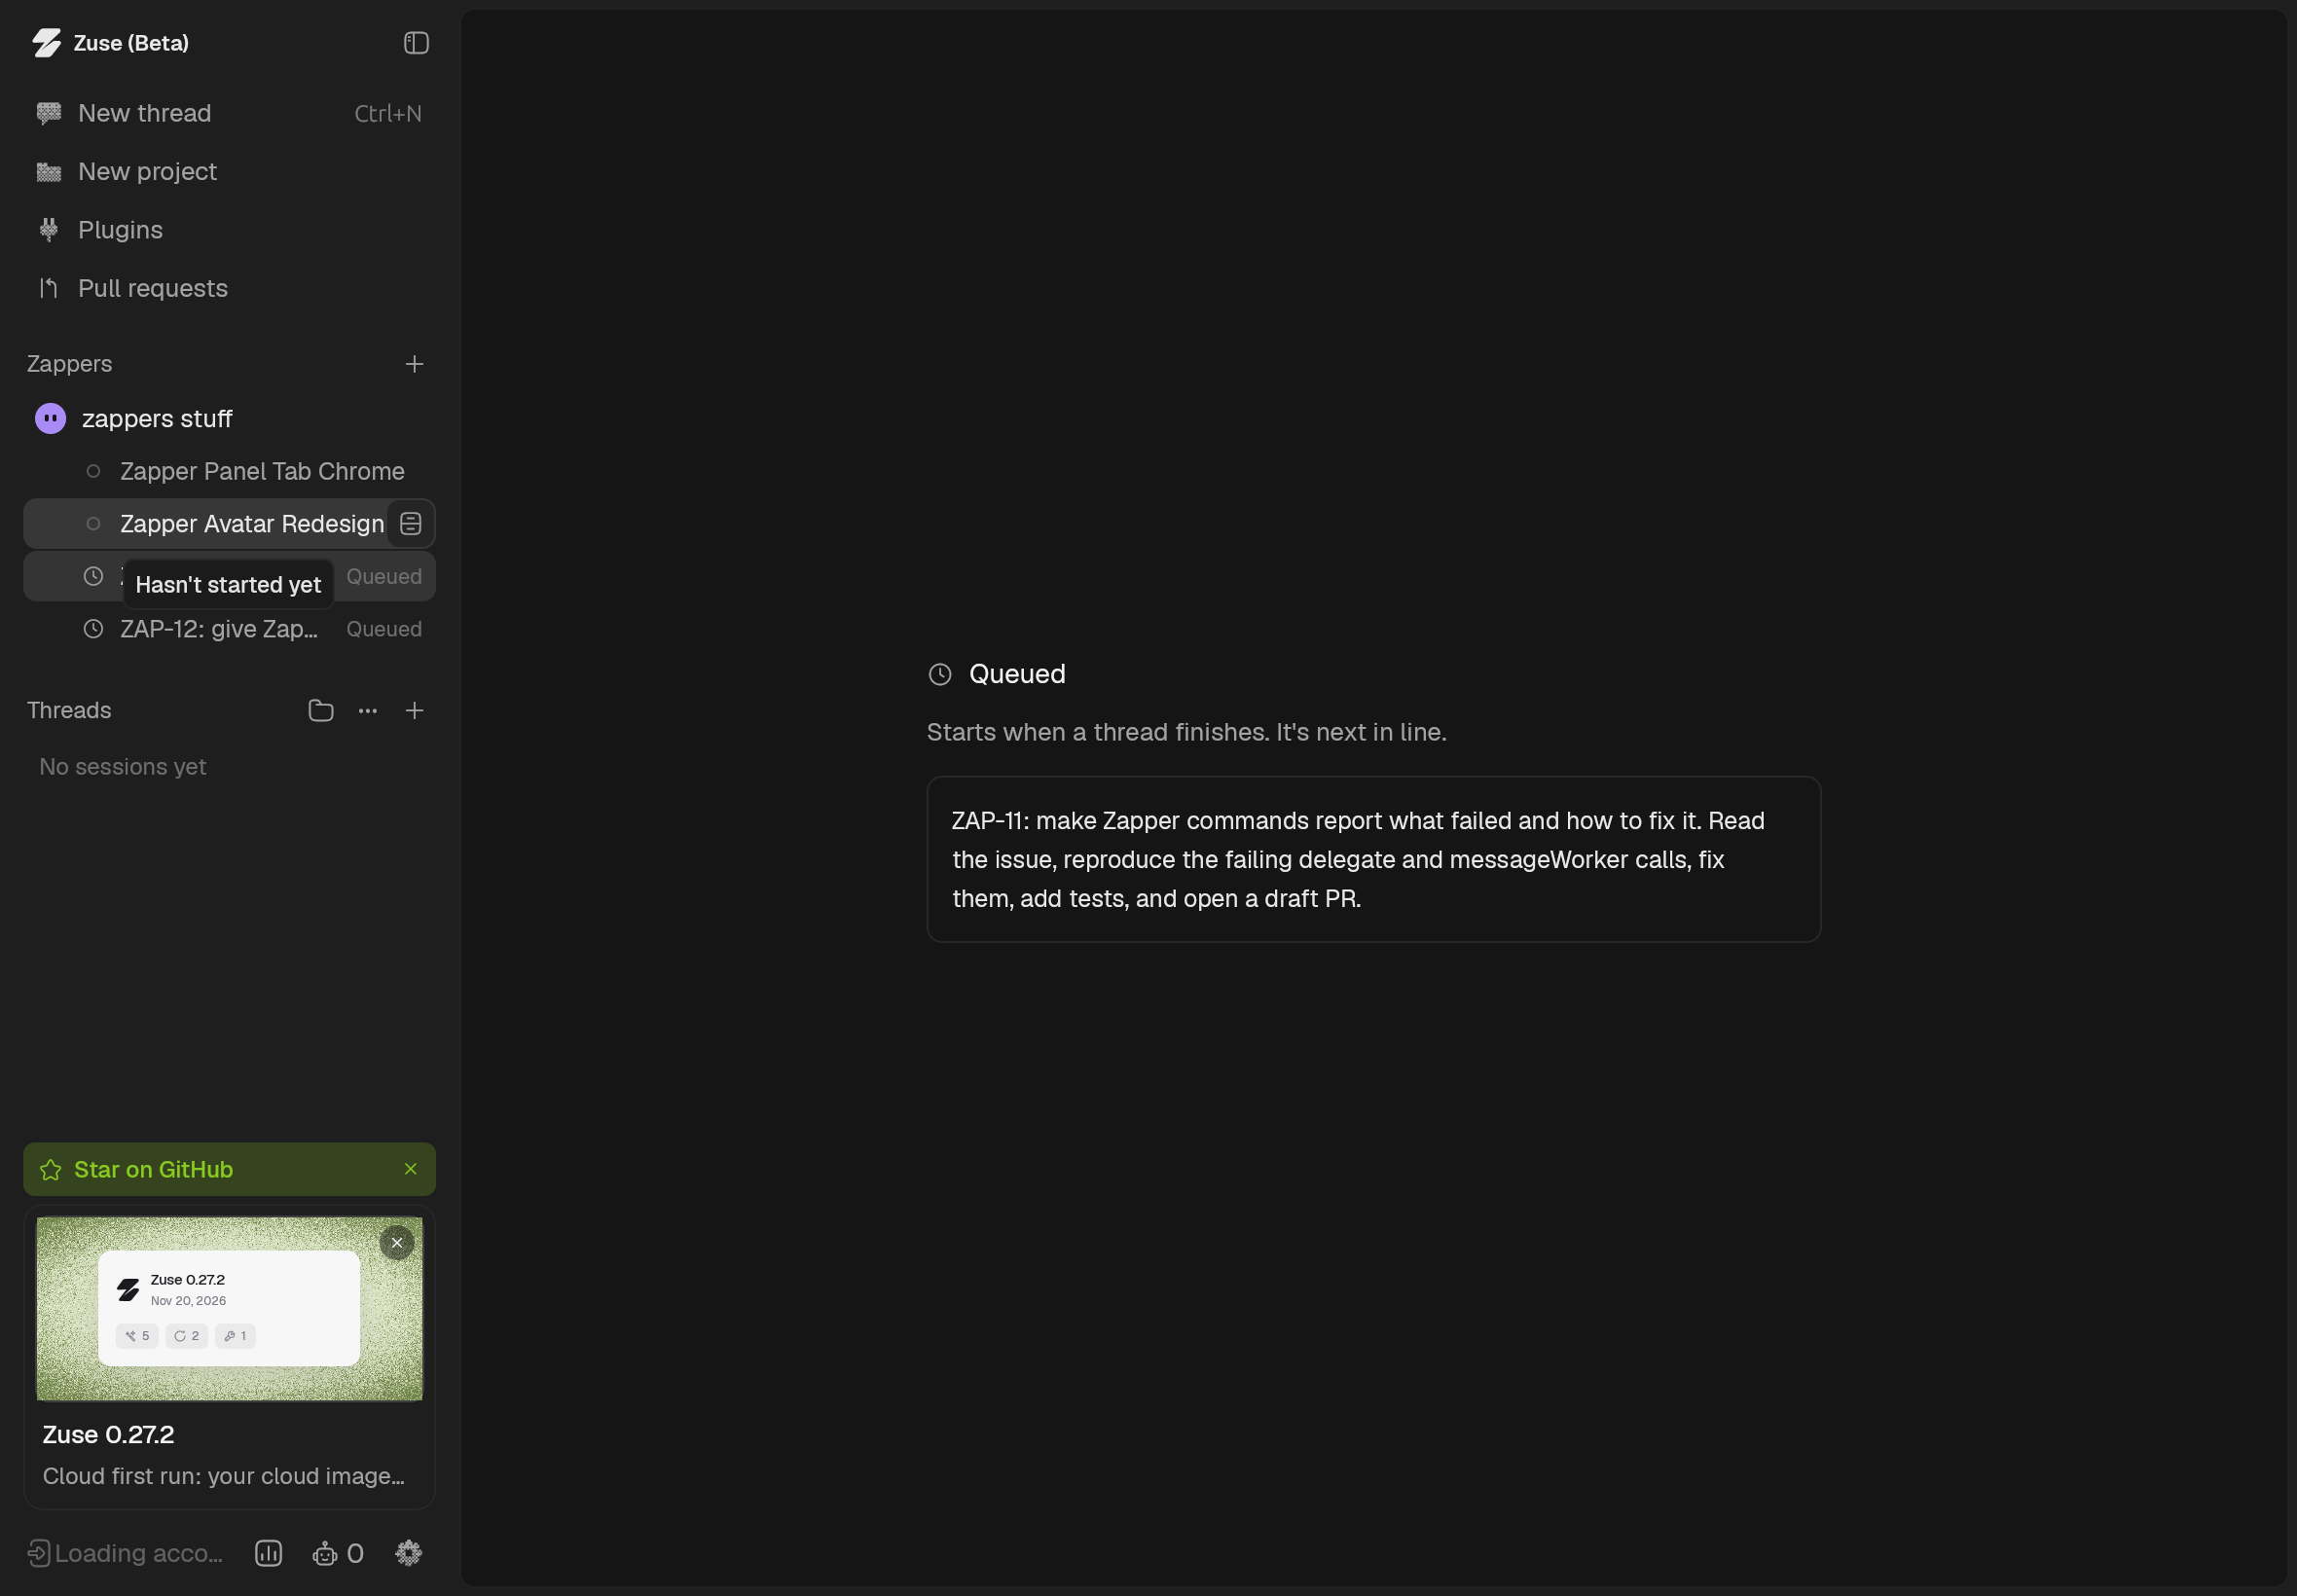 Zuse (Beta)
New thread Ctrl+N
New project
Plugins
Pull requests
Zappers
zappers stuff
Zapper Panel Tab Chrome
Zapper Avatar Redesign
Hasn't started yet Queued
ZAP-12: give Zap... Queued
Threads
No sessions yet
Star on GitHub
Zuse 0.27.2
Nov 20, 2026
5 2 1
Zuse 0.27.2
Cloud first run: your cloud image...
Loading acco... 0
Queued
Starts when a thread finishes. It's next in line.
ZAP-11: make Zapper commands report what failed and how to fix it. Read
the issue, reproduce the failing delegate and messageWorker calls, fix
them, add tests, and open a draft PR.